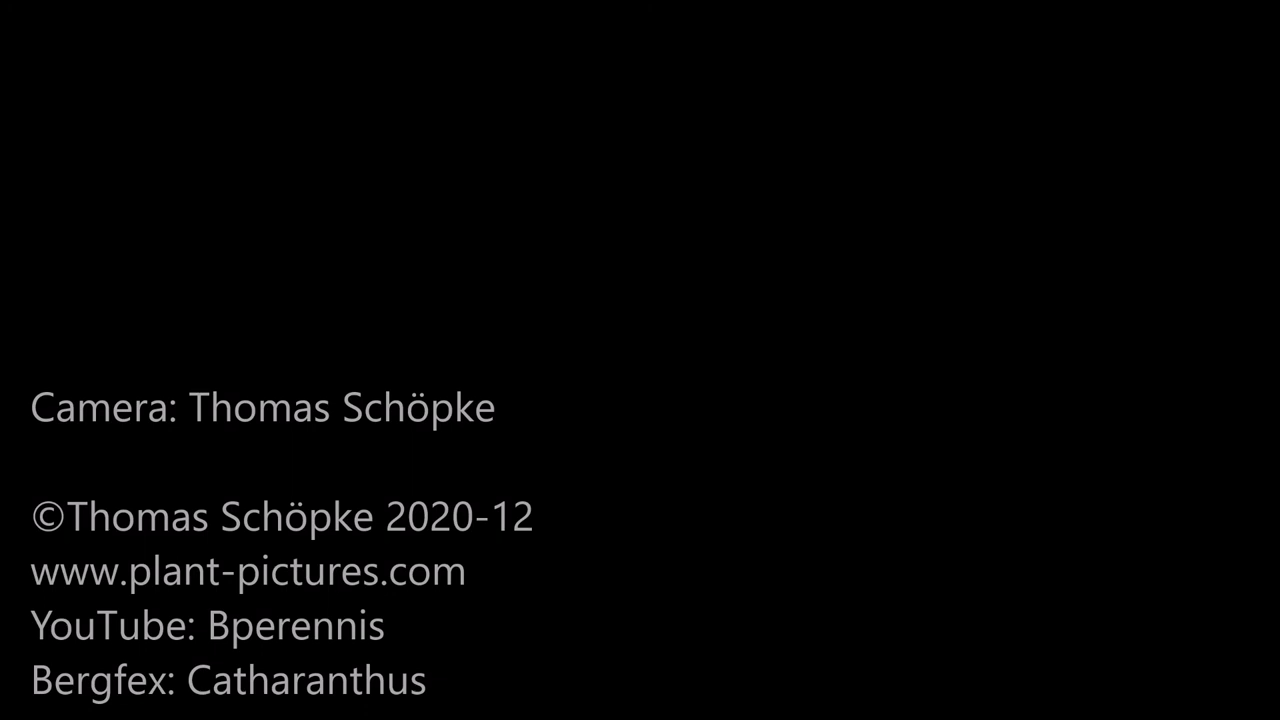 Camera: Thomas Schöpke
©Thomas Schöpke 2020-12
www.plant-pictures.com
YouTube: Bperennis
Bergfex: Catharanthus